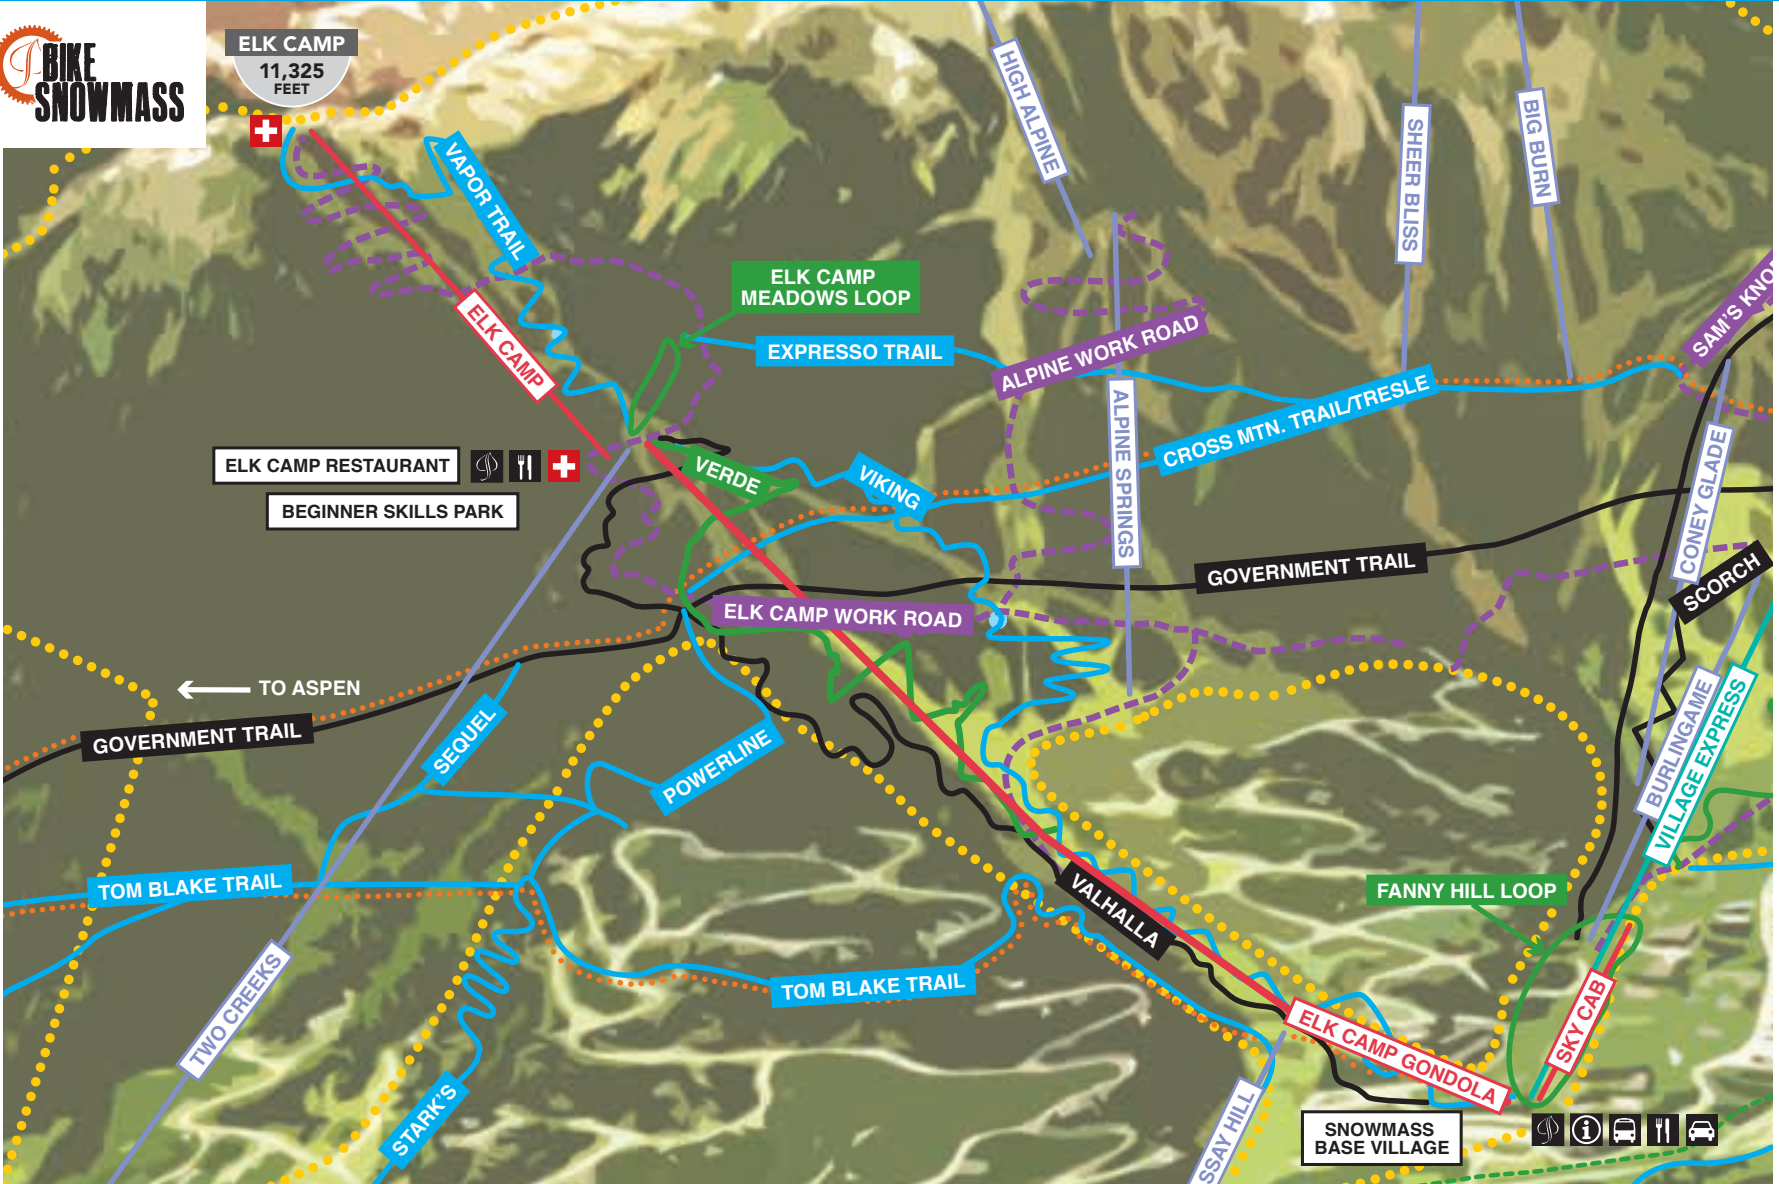 BIKE
SNOWMASS
ELK CAMP
11,325
FEET
VAPOR TRAIL
HIGH ALPINE
SHEER BLISS
BIG BURN
ELK CAMP
MEADOWS LOOP
ELK CAMP
EXPRESSO TRAIL
ALPINE WORK ROAD
SAM'S KNO
ALPINE SPRINGS
CROSS MTN. TRAIL/TRESLE
ELK CAMP RESTAURANT
VERDE
VIKING
CONEY GLADE
BEGINNER SKILLS PARK
GOVERNMENT TRAIL
SCORCH
ELK CAMP WORK ROAD
TO ASPEN
GOVERNMENT TRAIL
SEQUEL
POWERLINE
BURLINGAME
VILLAGE EXPRESS
TOM BLAKE TRAIL
VALHALLA
FANNY HILL LOOP
TWO CREEKS
TOM BLAKE TRAIL
SKY CAB
ELK CAMP GONDOLA
STARK'S
SSAY HILL
SNOWMASS
BASE VILLAGE